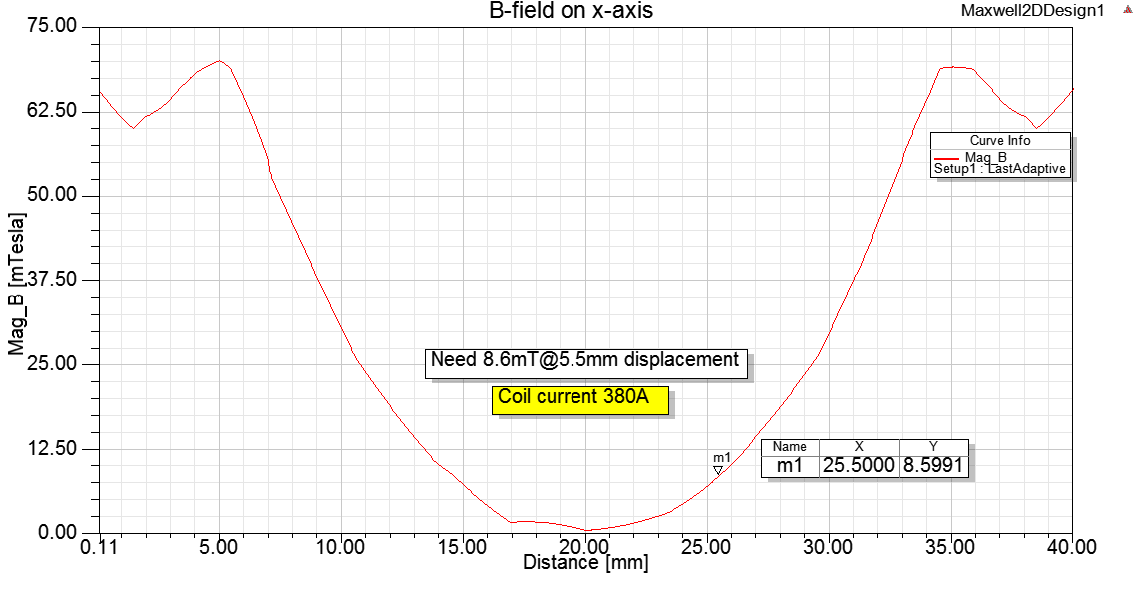 B-field on x-axis
Maxwell2DDesign1
75.00
62.50
50.00
37.50
25.00
12.50
0.00
Mag_B [mTesla]
Curve Info
Mag_B
Setup1 : LastAdaptive
Need 8.6mT@5.5mm displacement
Coil current 380A
m1
Name X Y
m1 25.5000 8.5991
0.11 5.00 10.00 15.00 20.00 25.00 30.00 35.00 40.00
Distance [mm]